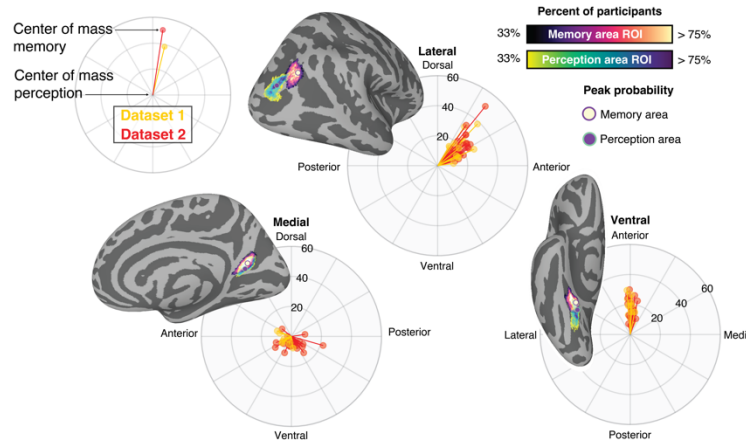 Center of mass
memory
Center of mass
perception
Dataset 1
Dataset 2
Percent of participants
33% Memory area ROI > 75%
33% Perception area ROI > 75%
Peak probability
Memory area
Perception area
Lateral
Dorsal
60
40
20
Posterior
Anterior
Ventral
Medial
Dorsal
60
40
20
Anterior
Posterior
Ventral
Ventral
Anterior
60
40
20
Lateral
Medi
Posterior